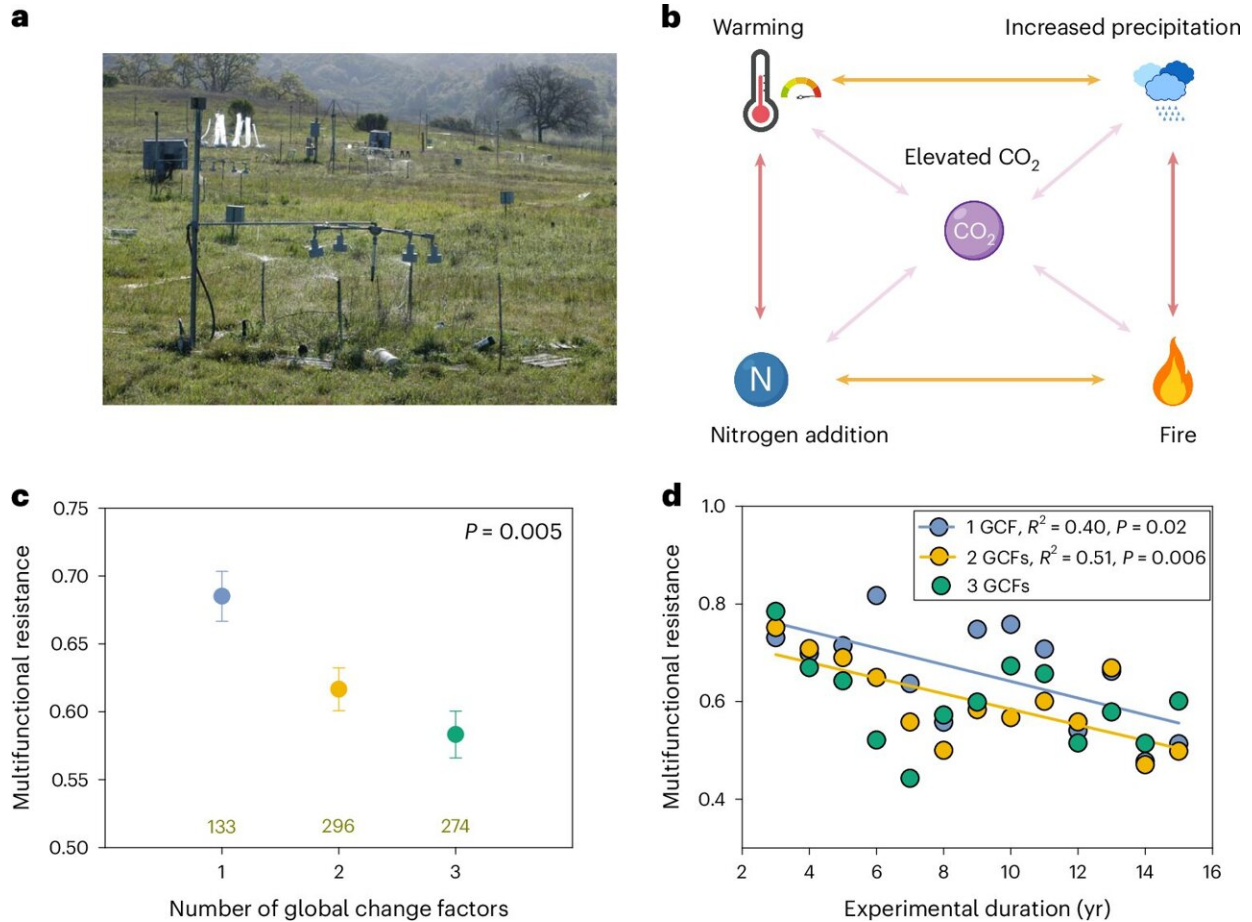 a
b
Warming
Increased precipitation
Elevated CO₂
CO₂
N
Nitrogen addition
Fire
c
P = 0.005
Multifunctional resistance
0.75
0.70
0.65
0.60
0.55
0.50
133 296 274
1 2 3
Number of global change factors
d
1 GCF, R² = 0.40, P = 0.02
2 GCFs, R² = 0.51, P = 0.006
3 GCFs
Multifunctional resistance
1.0
0.8
0.6
0.4
2 4 6 8 10 12 14 16
Experimental duration (yr)